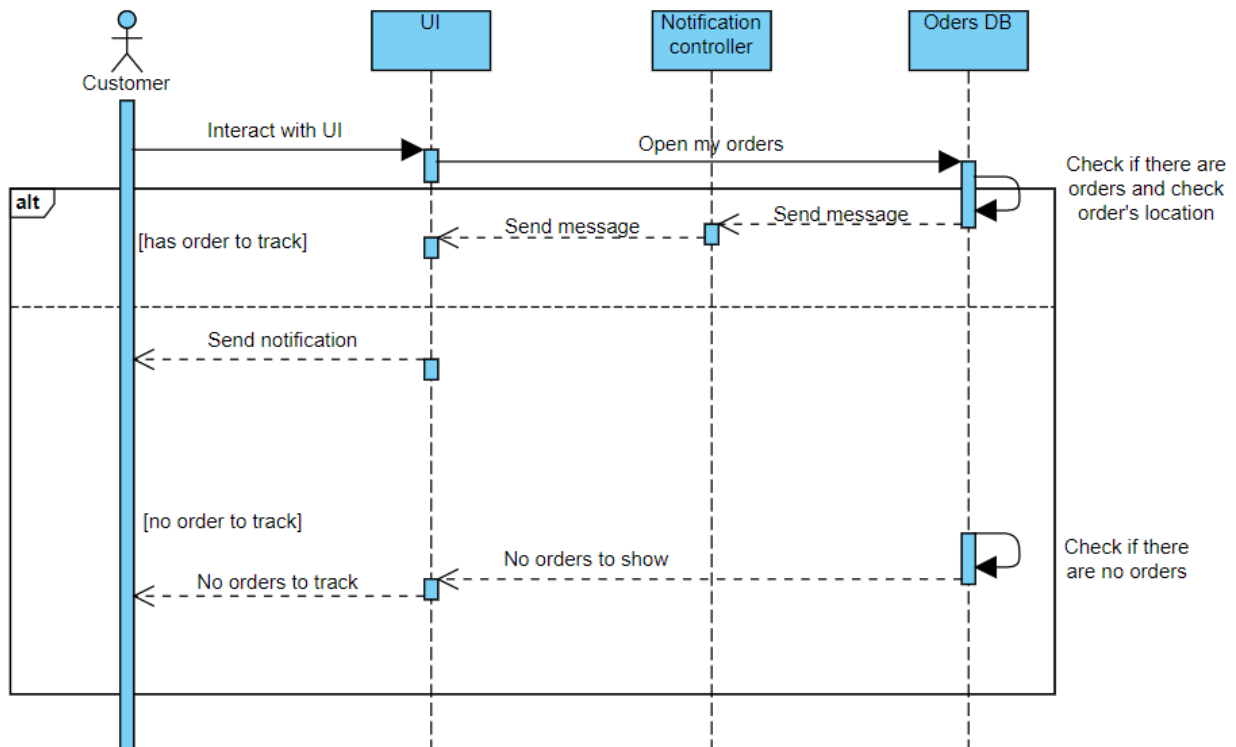 UI
Notification
controller
Oders DB
Customer
Interact with UI
Open my orders
Check if there are
orders and check
order's location
alt
Send message
Send message
[has order to track]
Send notification
[no order to track]
Check if there
are no orders
No orders to show
No orders to track